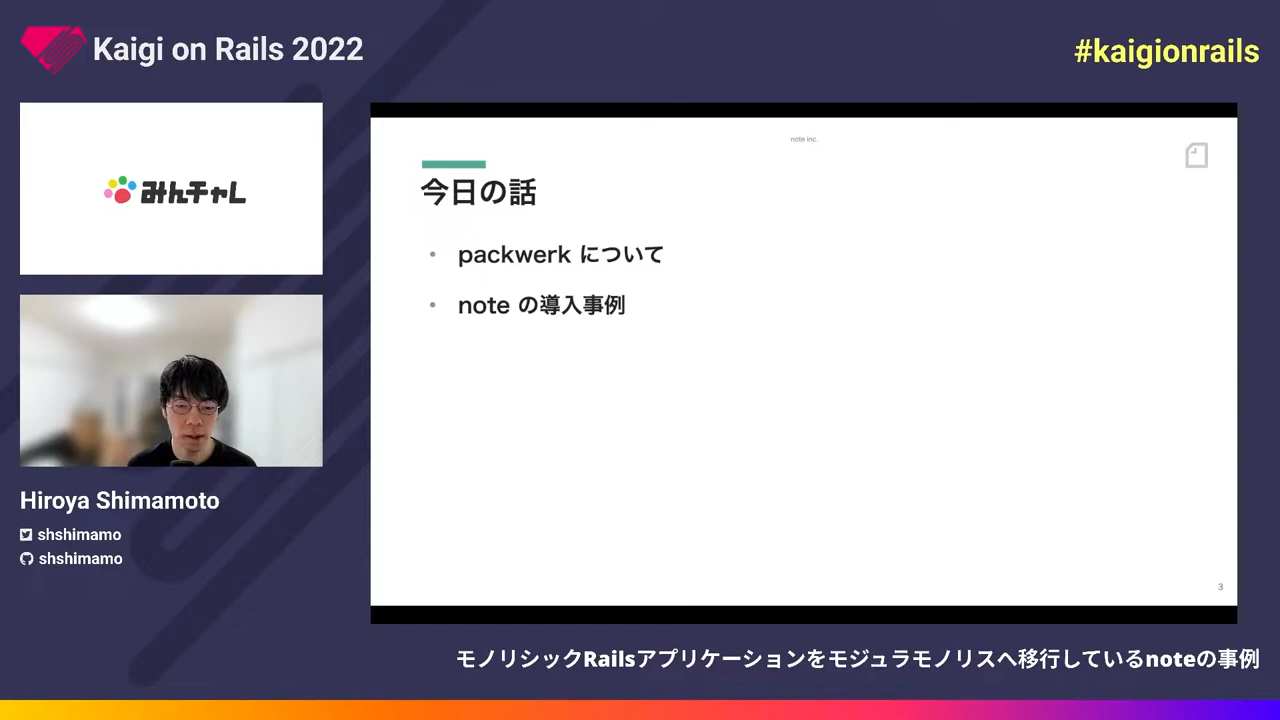 Kaigi on Rails 2022
#kaigionrails
みんチャレ
note inc.
今日の話
• packwerk について
• note の導入事例
3
Hiroya Shimamoto
shshimamo
shshimamo
モノリシックRailsアプリケーションをモジュラモノリスへ移行しているnoteの事例